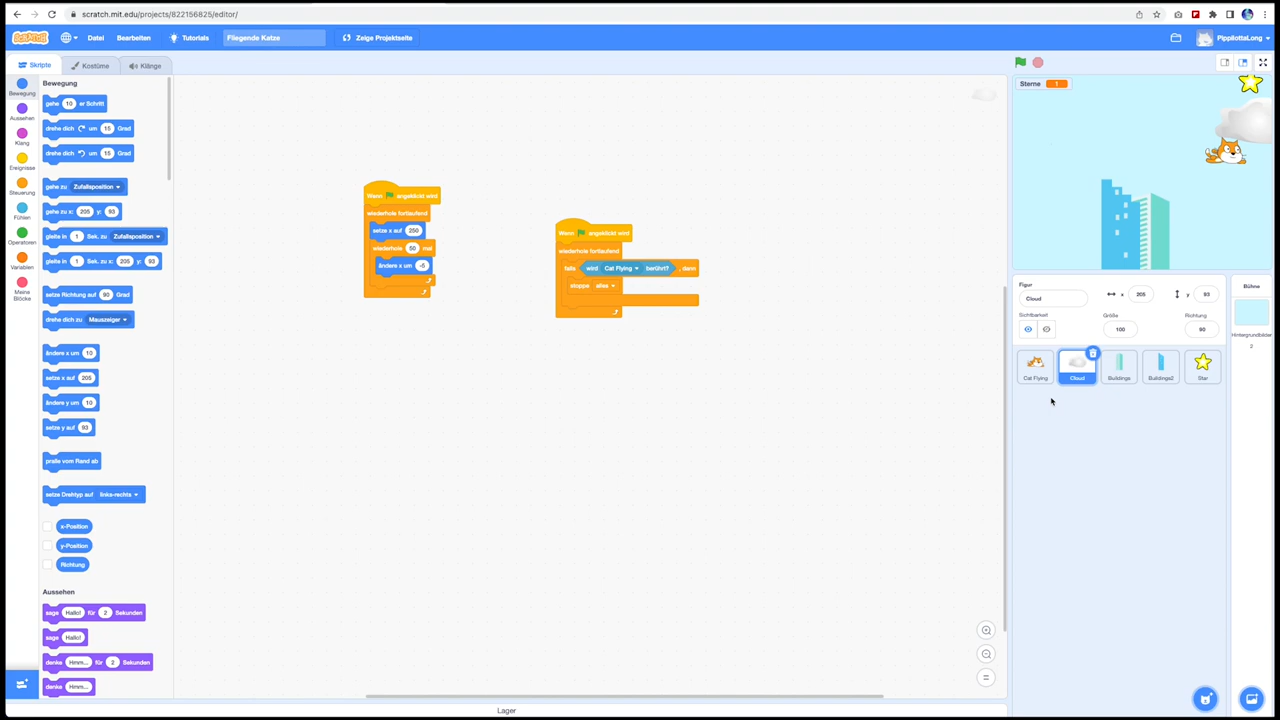 scratch.mit.edu/projects/822156825/editor/
SCRATCH
Datei
Bearbeiten
Tutorials
Fliegende Katze
Zeige Projektseite
PippilottaLong
Skripte
Kostüme
Klänge
Bewegung
Aussehen
Klang
Ereignisse
Steuerung
Fühlen
Operatoren
Variablen
Meine Blöcke
Bewegung
gehe 10 er Schritt
drehe dich um 15 Grad
drehe dich um 15 Grad
gehe zu Zufallsposition
gehe zu x: 205 y: 93
gleite in 1 Sek. zu Zufallsposition
gleite in 1 Sek. zu x: 205 y: 93
setze Richtung auf 90 Grad
drehe dich zu Mauszeiger
ändere x um 10
setze x auf 205
ändere y um 10
setze y auf 93
pralle vom Rand ab
setze Drehtyp auf links-rechts
x-Position
y-Position
Richtung
Aussehen
sage Hallo! für 2 Sekunden
sage Hallo!
denke Hmm... für 2 Sekunden
denke Hmm...
Wenn angeklickt wird
wiederhole fortlaufend
setze x auf 250
wiederhole 50 mal
ändere x um -5
Wenn angeklickt wird
wiederhole fortlaufend
falls wird Cat Flying berührt? , dann
stoppe alles
Lager
Sterne 1
Figur
Cloud
x 205
y 93
Sichtbarkeit
Größe
100
Richtung
90
Cat Flying
Cloud
Buildings
Buildings2
Star
Bühne
Hintergrundbilder
2